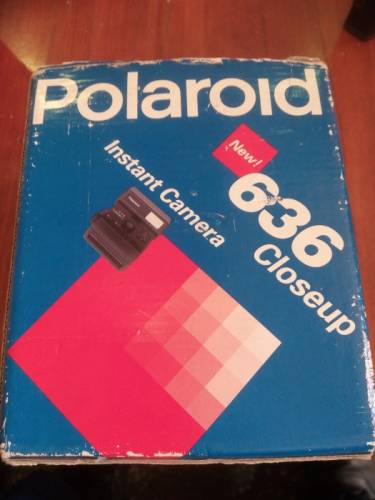 Polaroid
New!
636
Closeup
Instant Camera